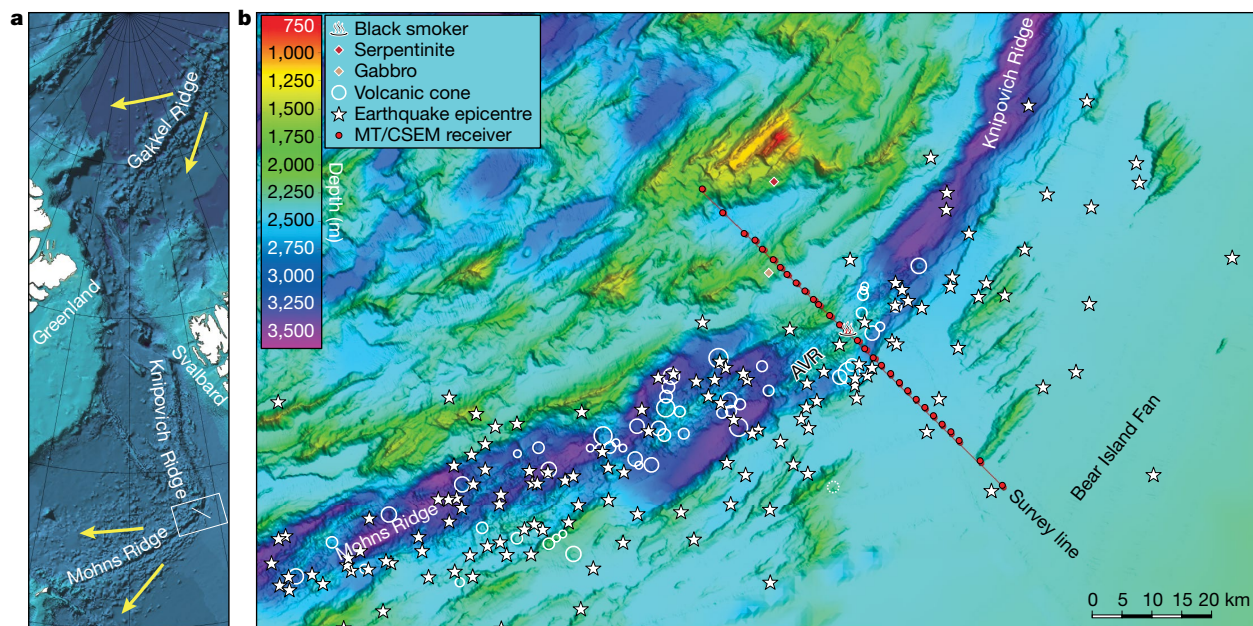 a
Gakkel Ridge
Greenland
Svalbard
Knipovich Ridge
Mohns Ridge
b
750
1,000
1,250
1,500
1,750
2,000
2,250
2,500
2,750
3,000
3,250
3,500
Depth (m)
Black smoker
Serpentinite
Gabbro
Volcanic cone
Earthquake epicentre
MT/CSEM receiver
Knipovich Ridge
AVR
Mohns Ridge
Bear Island Fan
Survey line
0 5 10 15 20 km